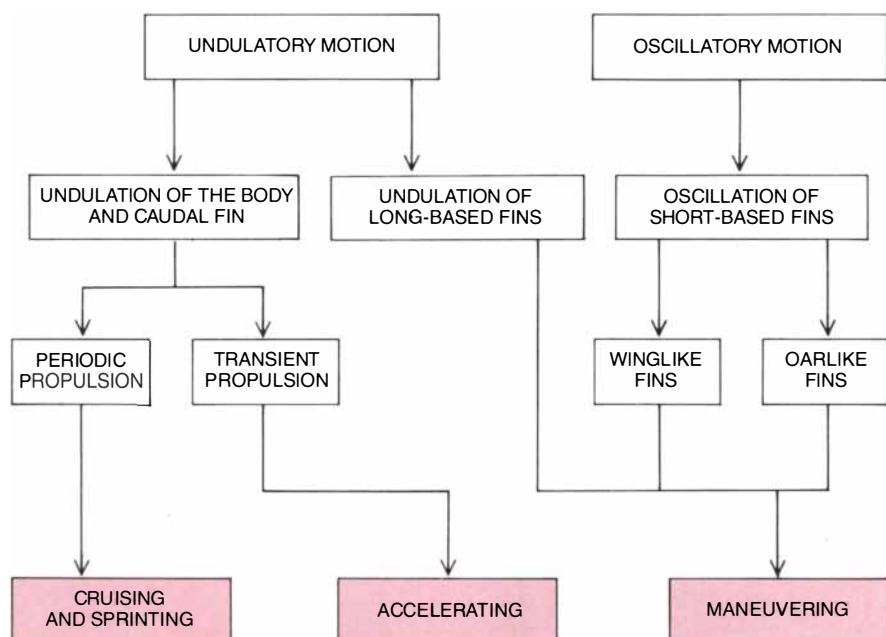 UNDULATORY MOTION
OSCILLATORY MOTION
UNDULATION OF THE BODY
AND CAUDAL FIN
UNDULATION OF
LONG-BASED FINS
OSCILLATION OF
SHORT-BASED FINS
PERIODIC
PROPULSION
TRANSIENT
PROPULSION
WINGLIKE
FINS
OARLIKE
FINS
CRUISING
AND SPRINTING
ACCELERATING
MANEUVERING